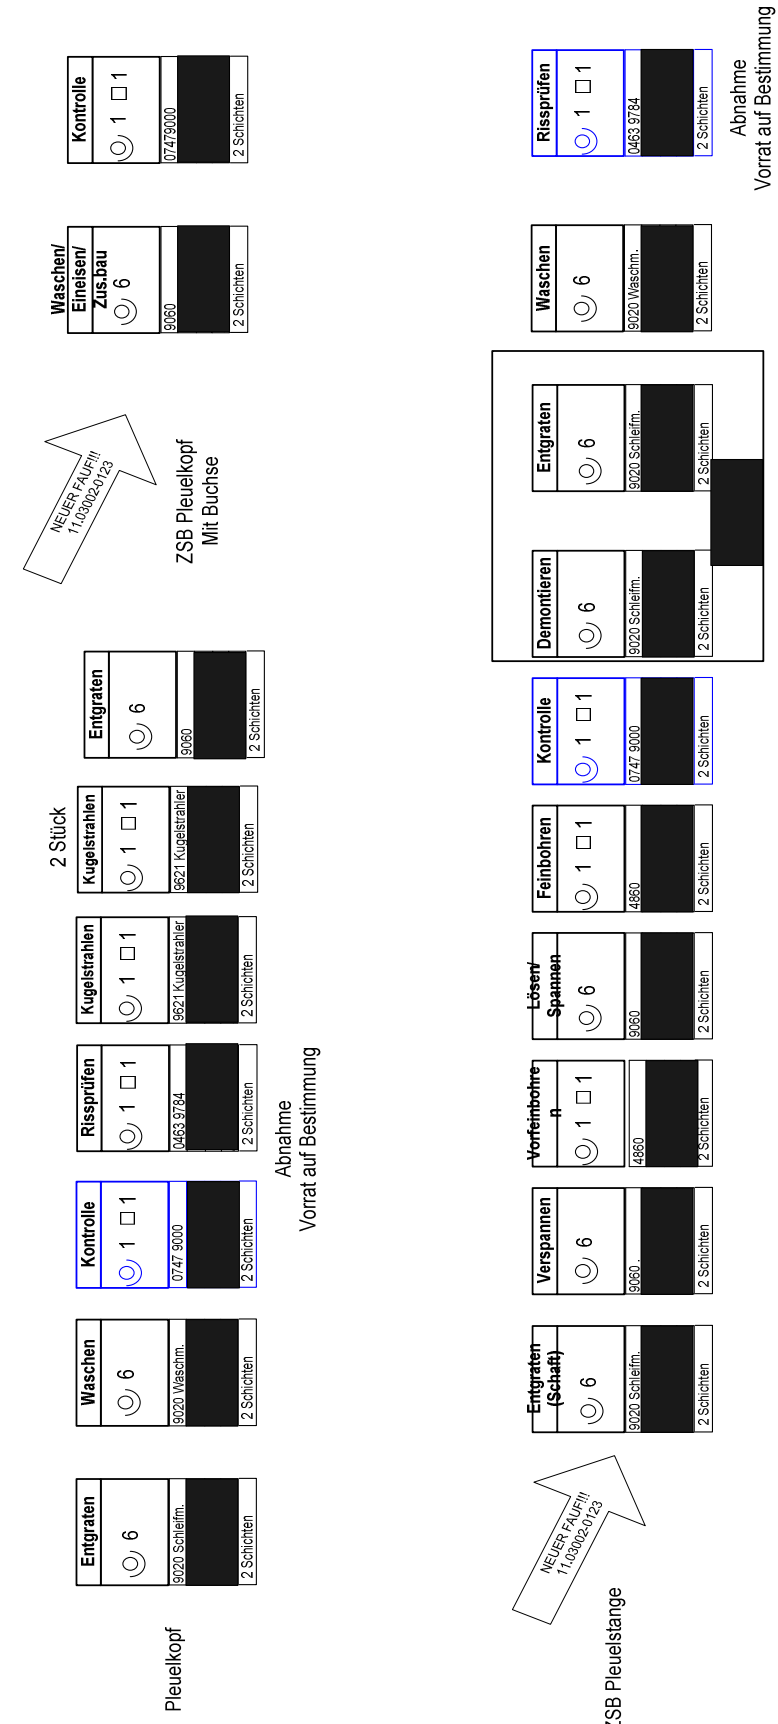 Pleuelkopf
Entgraten
6
9020 Schleifm.
2 Schichten
Waschen
6
9020 Waschm.
2 Schichten
Kontrolle
1 1
0747 9000
2 Schichten
Abnahme
Vorrat auf Bestimmung
Rissprüfen
1 1
0463 9784
2 Schichten
Kugelstrahlen
1 1
9621 Kugelstrahler
2 Schichten
2 Stück
Kugelstrahlen
1 1
9621 Kugelstrahler
2 Schichten
Entgraten
6
9060
2 Schichten
NEUER FAUF!!!
11.03002-0123
ZSB Pleuelkopf
Mit Buchse
Waschen/
Eineisen/
Zus.bau
6
9060
2 Schichten
Kontrolle
1 1
07479000
2 Schichten
ZSB Pleuelstange
NEUER FAUF!!!
11.03002-0123
Entgraten
(Schaft)
6
9020 Schleifm.
2 Schichten
Verspannen
6
9060 .
2 Schichten
Vorfeinbohre
n
1 1
4860
2 Schichten
Lösen/
Spannen
6
9060
2 Schichten
Feinbohren
1 1
4860
2 Schichten
Kontrolle
1 1
0747 9000
2 Schichten
Demontieren
6
9020 Schleifm.
2 Schichten
Entgraten
6
9020 Schleifm.
2 Schichten
Waschen
6
9020 Waschm.
2 Schichten
Rissprüfen
1 1
0463 9784
2 Schichten
Abnahme
Vorrat auf Bestimmung